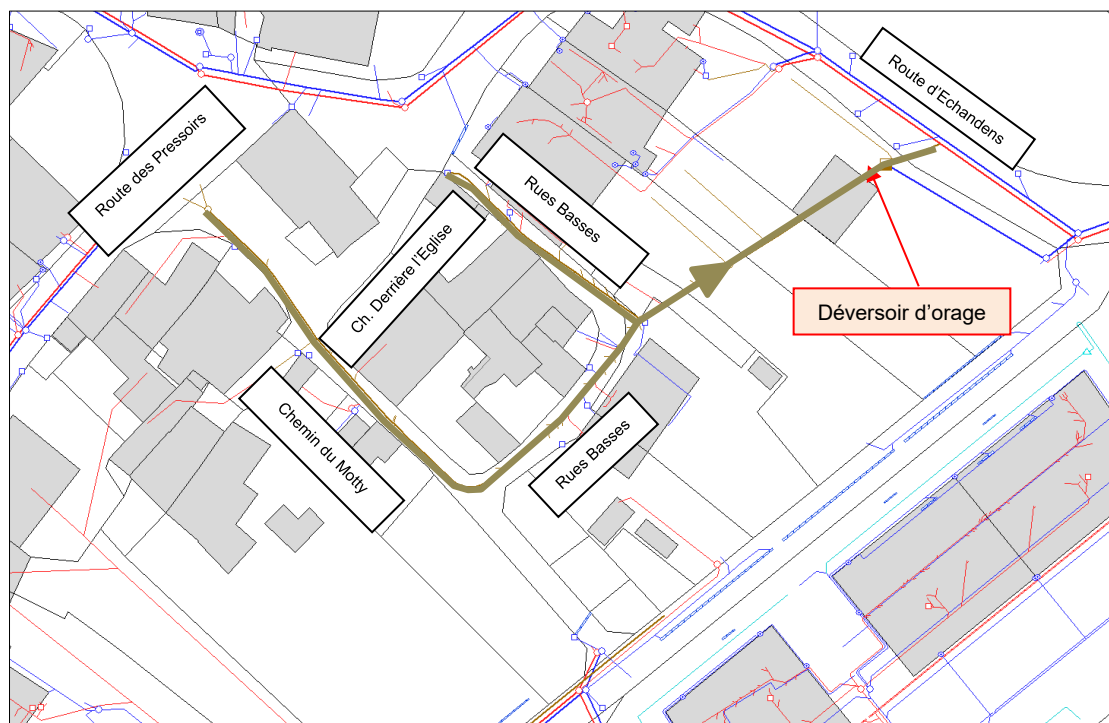 Route d'Echandens
Route des Pressoirs
Rues Basses
Ch. Derrière l'Eglise
Déversoir d'orage
Chemin du Motty
Rues Basses